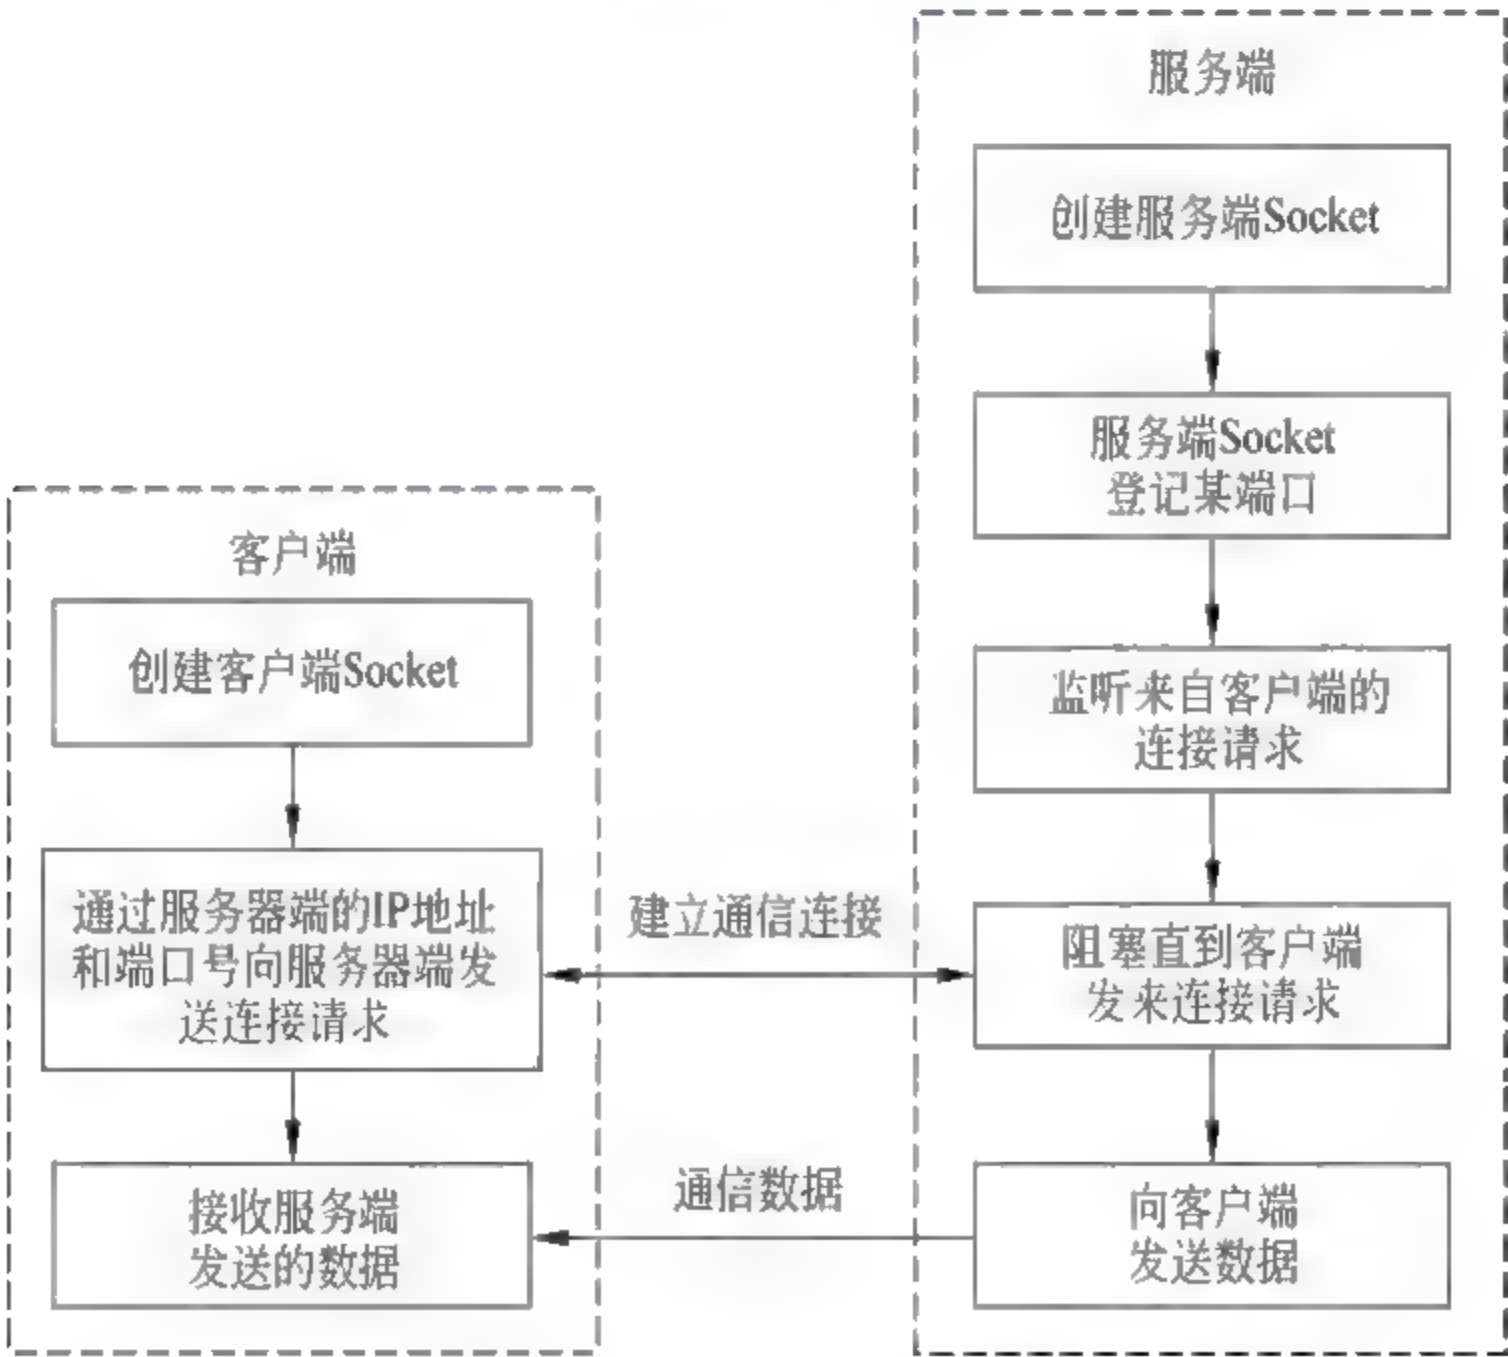 服务端
创建服务端Socket
服务端Socket
登记某端口
监听来自客户端的
连接请求
阻塞直到客户端
发来连接请求
向客户端
发送数据
客户端
创建客户端Socket
通过服务器端的IP地址
和端口号向服务器端发
送连接请求
接收服务端
发送的数据
建立通信连接
通信数据